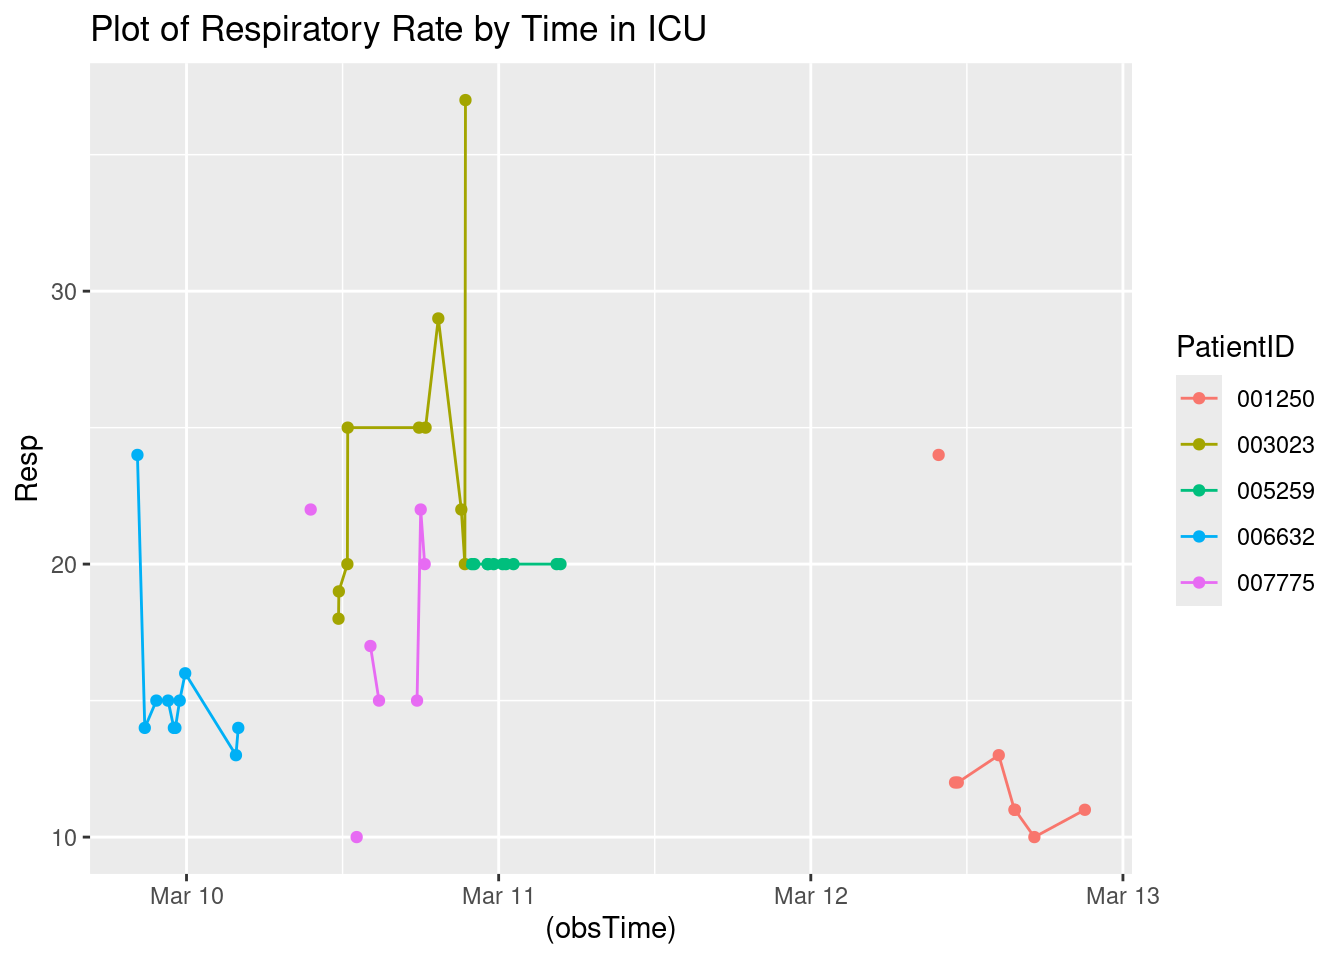 Plot of Respiratory Rate by Time in ICU
Resp
30
20
10
Mar 10
Mar 11
Mar 12
Mar 13
(obsTime)
PatientID
001250
003023
005259
006632
007775